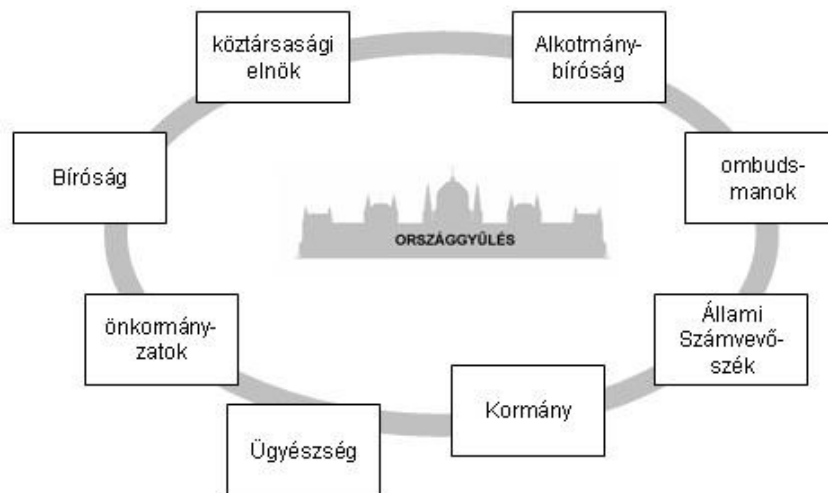 köztársasági
elnök
Alkotmány-
bíróság
Bíróság
ombuds-
manok
ORSZÁGGYŰLÉS
önkormány-
zatok
Állami
Számvevő-
szék
Kormány
Ügyészség